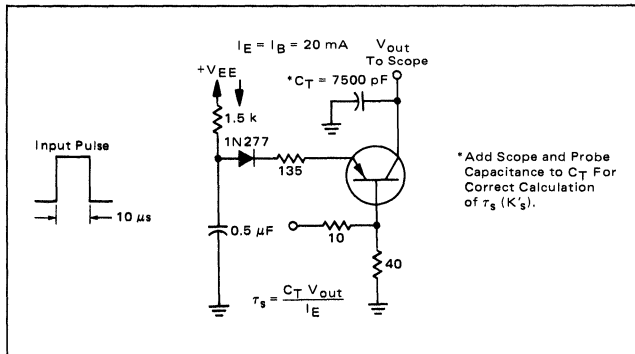 I_E = I_B = 20 mA
V_out
To Scope
+V_EE
*C_T = 7500 pF
1.5 k
Input Pulse
1N277
135
*Add Scope and Probe
Capacitance to C_T For
Correct Calculation
of τ_s (K's).
10 μs
0.5 μF
10
40
τ_s = C_T V_out / I_E